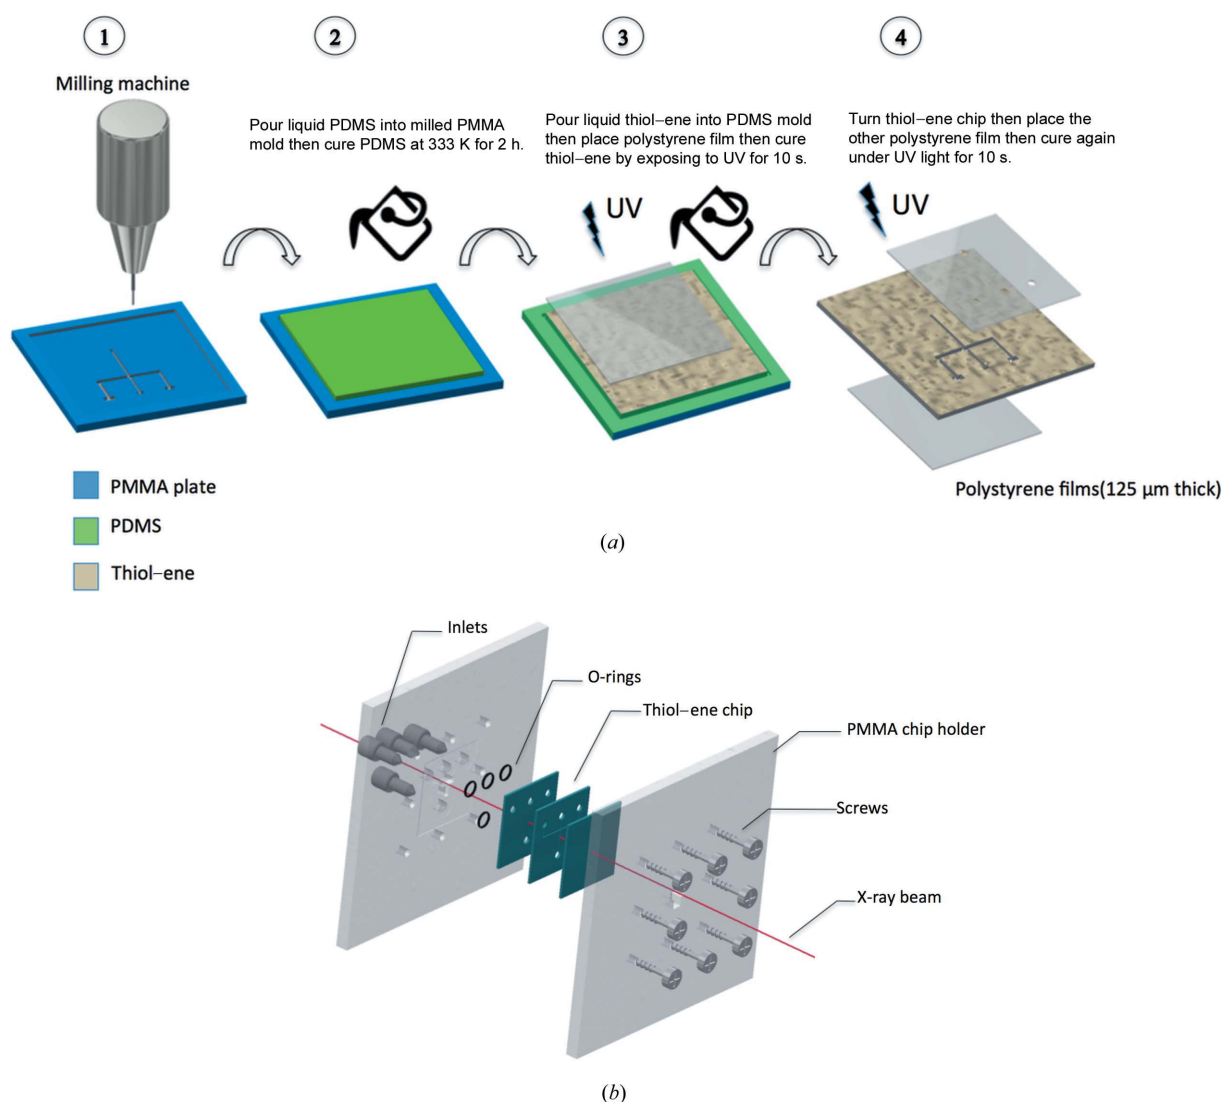 1
2
3
4
Milling machine
Pour liquid PDMS into milled PMMA
mold then cure PDMS at 333 K for 2 h.
Pour liquid thiol–ene into PDMS mold
then place polystyrene film then cure
thiol–ene by exposing to UV for 10 s.
Turn thiol–ene chip then place the
other polystyrene film then cure again
under UV light for 10 s.
UV
UV
PMMA plate
PDMS
Thiol–ene
Polystyrene films(125 µm thick)
(a)
Inlets
O-rings
Thiol–ene chip
PMMA chip holder
Screws
X-ray beam
(b)